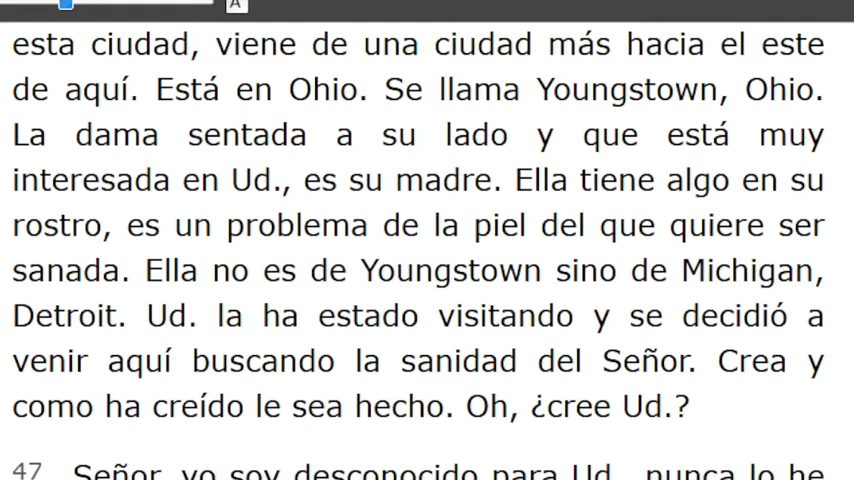 A
esta ciudad, viene de una ciudad más hacia el este
de aquí. Está en Ohio. Se llama Youngstown, Ohio.
La dama sentada a su lado y que está muy
interesada en Ud., es su madre. Ella tiene algo en su
rostro, es un problema de la piel del que quiere ser
sanada. Ella no es de Youngstown sino de Michigan,
Detroit. Ud. la ha estado visitando y se decidió a
venir aquí buscando la sanidad del Señor. Crea y
como ha creído le sea hecho. Oh, ¿cree Ud.?
47 Señor, yo soy desconocido para Ud., nunca lo he